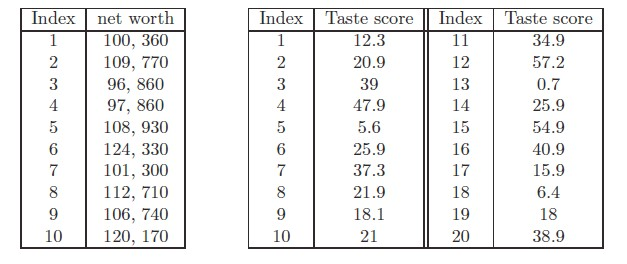 Index net worth
1 100, 360
2 109, 770
3 96, 860
4 97, 860
5 108, 930
6 124, 330
7 101, 300
8 112, 710
9 106, 740
10 120, 170
Index Taste score Index Taste score
1 12.3 11 34.9
2 20.9 12 57.2
3 39 13 0.7
4 47.9 14 25.9
5 5.6 15 54.9
6 25.9 16 40.9
7 37.3 17 15.9
8 21.9 18 6.4
9 18.1 19 18
10 21 20 38.9